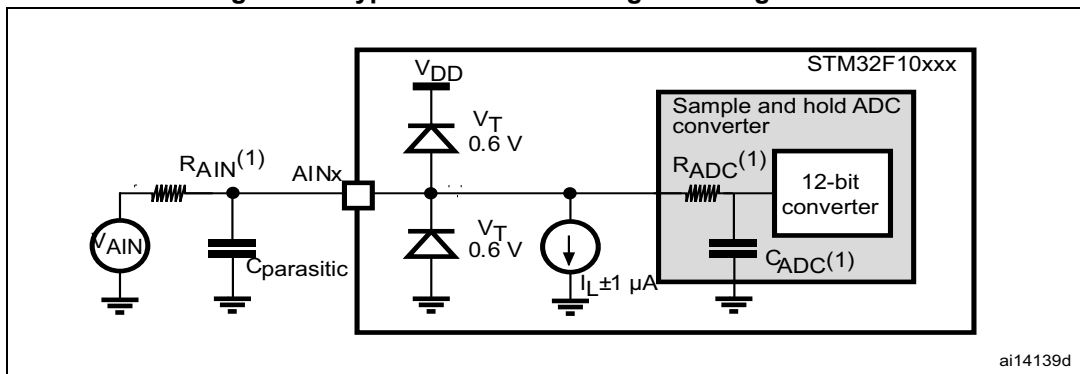 STM32F10xxx
VDD
Sample and hold ADC
converter
VT
0.6 V
RAIN(1)
AINx
RADC(1)
12-bit
converter
VAIN
Cparasitic
VT
0.6 V
IL±1 µA
CADC(1)
ai14139d